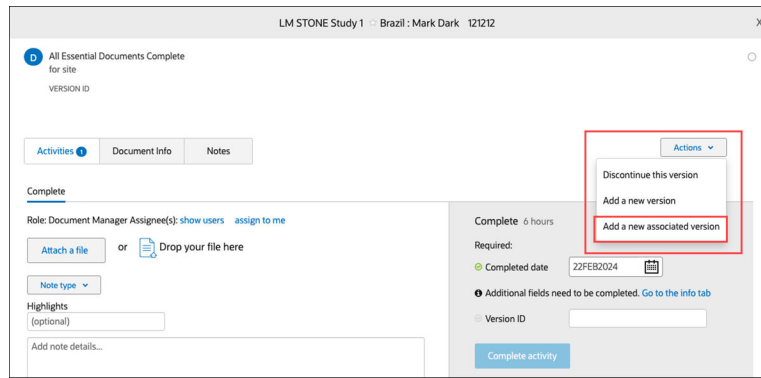 LM STONE Study 1 ☆ Brazil : Mark Dark 121212 X
D All Essential Documents Complete
for site
VERSION ID
Activities 1 Document Info Notes
Actions
Discontinue this version
Add a new version
Add a new associated version
Complete
Role: Document Manager Assignee(s): show users assign to me
Attach a file or Drop your file here
Note type
Highlights
(optional)
Add note details...
Complete 6 hours
Required:
Completed date 22FEB2024
Additional fields need to be completed. Go to the info tab
Version ID
Complete activity